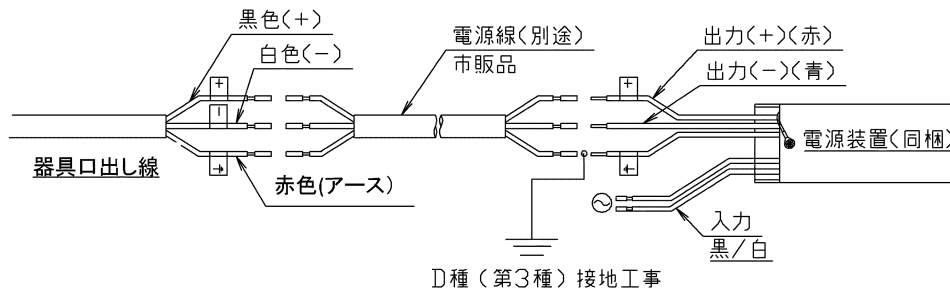 黒色(+)
白色(-)
電源線(別途)
市販品
出力(+)(赤)
出力(-)(青)
+
-
+
電源装置(同梱)
器具口出し線
赤色(アース)
入力
黒/白
D種(第3種)接地工事